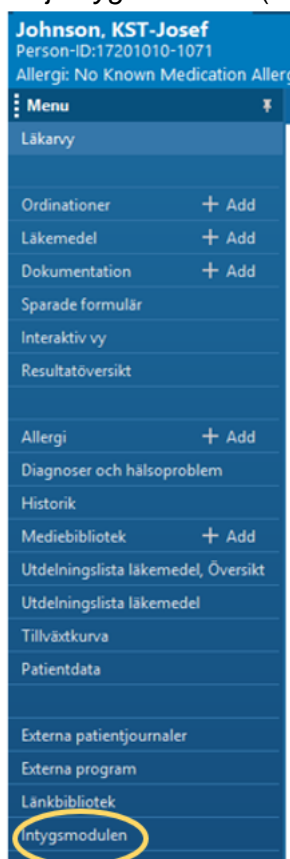 Johnson, KST-Josef
Person-ID:17201010-1071
Allergi: No Known Medication Aller
Menu
Läkarvy
Ordinationer + Add
Läkemedel + Add
Dokumentation + Add
Sparade formulär
Interaktiv vy
Resultatöversikt
Allergi + Add
Diagnoser och hälsoproblem
Historik
Mediebibliotek + Add
Utdelningslista läkemedel, Översikt
Utdelningslista läkemedel
Tillväxtkurva
Patientdata
Externa patientjournaler
Externa program
Länkbibliotek
Intygsmodulen